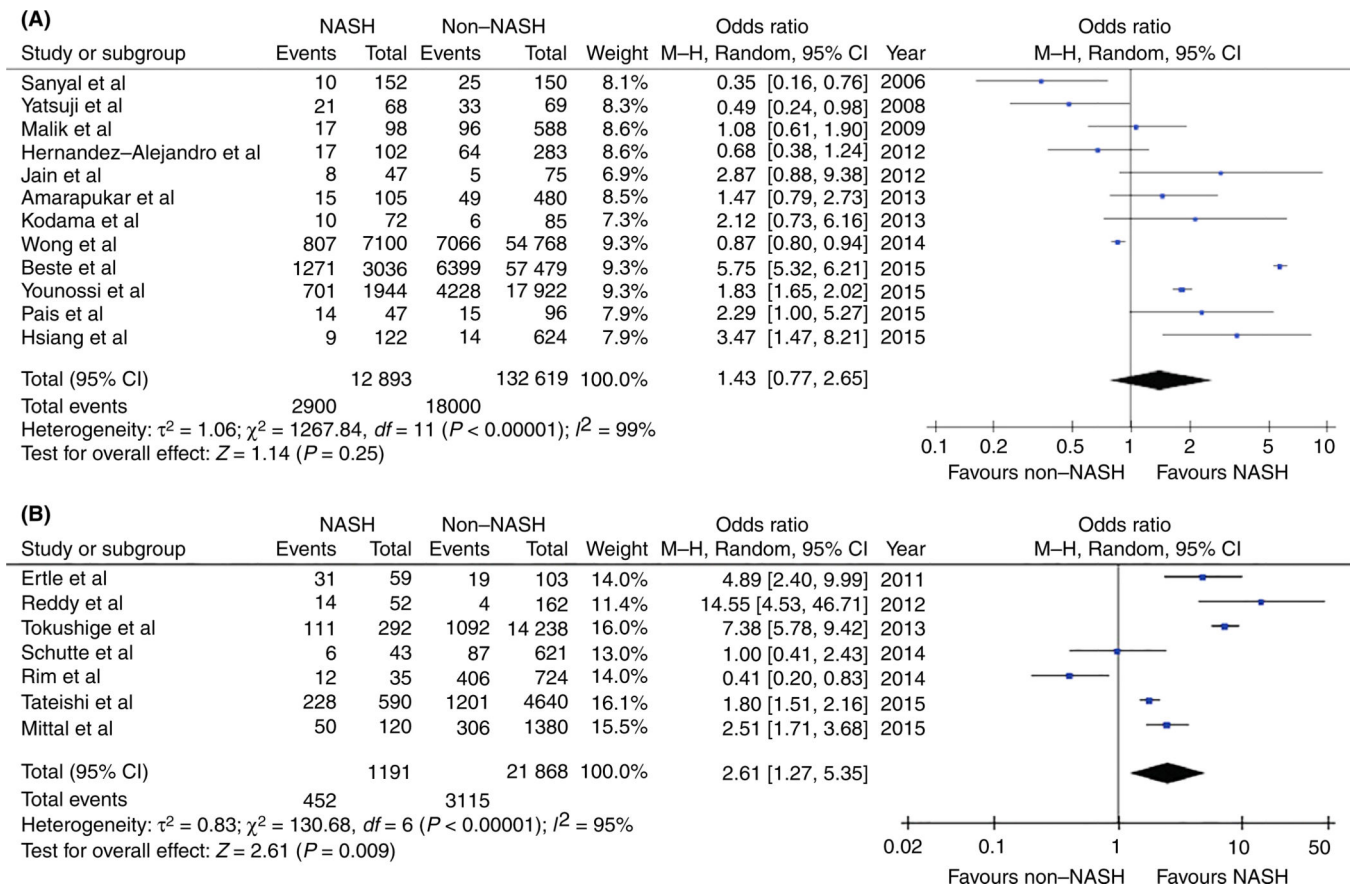 (A)
NASH Non–NASH Odds ratio Odds ratio
Study or subgroup Events Total Events Total Weight M–H, Random, 95% CI Year M–H, Random, 95% CI
Sanyal et al 10 152 25 150 8.1% 0.35 [0.16, 0.76] 2006
Yatsuji et al 21 68 33 69 8.3% 0.49 [0.24, 0.98] 2008
Malik et al 17 98 96 588 8.6% 1.08 [0.61, 1.90] 2009
Hernandez–Alejandro et al 17 102 64 283 8.6% 0.68 [0.38, 1.24] 2012
Jain et al 8 47 5 75 6.9% 2.87 [0.88, 9.38] 2012
Amarapukar et al 15 105 49 480 8.5% 1.47 [0.79, 2.73] 2013
Kodama et al 10 72 6 85 7.3% 2.12 [0.73, 6.16] 2013
Wong et al 807 7100 7066 54 768 9.3% 0.87 [0.80, 0.94] 2014
Beste et al 1271 3036 6399 57 479 9.3% 5.75 [5.32, 6.21] 2015
Younossi et al 701 1944 4228 17 922 9.3% 1.83 [1.65, 2.02] 2015
Pais et al 14 47 15 96 7.9% 2.29 [1.00, 5.27] 2015
Hsiang et al 9 122 14 624 7.9% 3.47 [1.47, 8.21] 2015
Total (95% CI) 12 893 132 619 100.0% 1.43 [0.77, 2.65]
Total events 2900 18000
Heterogeneity: τ² = 1.06; χ² = 1267.84, df = 11 (P < 0.00001); I² = 99%
Test for overall effect: Z = 1.14 (P = 0.25)
0.1 0.2 0.5 1 2 5 10
Favours non–NASH Favours NASH
(B)
NASH Non–NASH Odds ratio Odds ratio
Study or subgroup Events Total Events Total Weight M–H, Random, 95% CI Year M–H, Random, 95% CI
Ertle et al 31 59 19 103 14.0% 4.89 [2.40, 9.99] 2011
Reddy et al 14 52 4 162 11.4% 14.55 [4.53, 46.71] 2012
Tokushige et al 111 292 1092 14 238 16.0% 7.38 [5.78, 9.42] 2013
Schutte et al 6 43 87 621 13.0% 1.00 [0.41, 2.43] 2014
Rim et al 12 35 406 724 14.0% 0.41 [0.20, 0.83] 2014
Tateishi et al 228 590 1201 4640 16.1% 1.80 [1.51, 2.16] 2015
Mittal et al 50 120 306 1380 15.5% 2.51 [1.71, 3.68] 2015
Total (95% CI) 1191 21 868 100.0% 2.61 [1.27, 5.35]
Total events 452 3115
Heterogeneity: τ² = 0.83; χ² = 130.68, df = 6 (P < 0.00001); I² = 95%
Test for overall effect: Z = 2.61 (P = 0.009)
0.02 0.1 1 10 50
Favours non–NASH Favours NASH